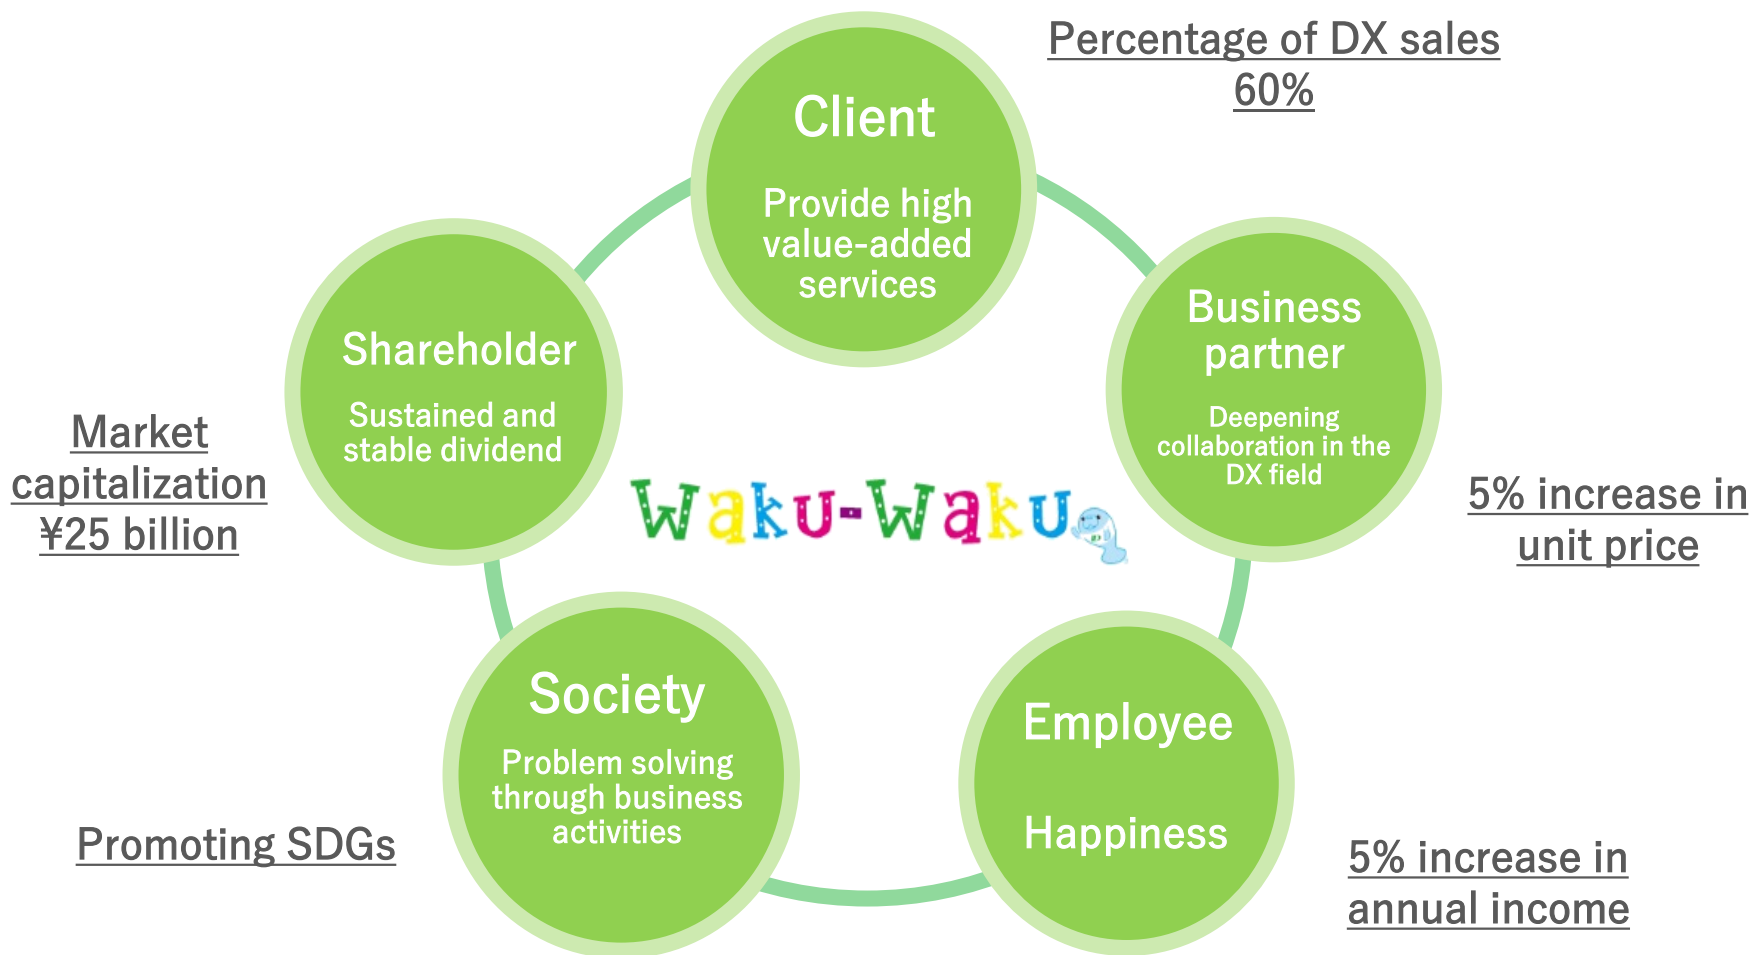 Percentage of DX sales
60%
Client
Provide high
value-added
services
Business
partner
Deepening
collaboration in the
DX field
5% increase in
unit price
Shareholder
Sustained and
stable dividend
Market
capitalization
¥25 billion
Waku-Waku
Society
Problem solving
through business
activities
Promoting SDGs
Employee
Happiness
5% increase in
annual income